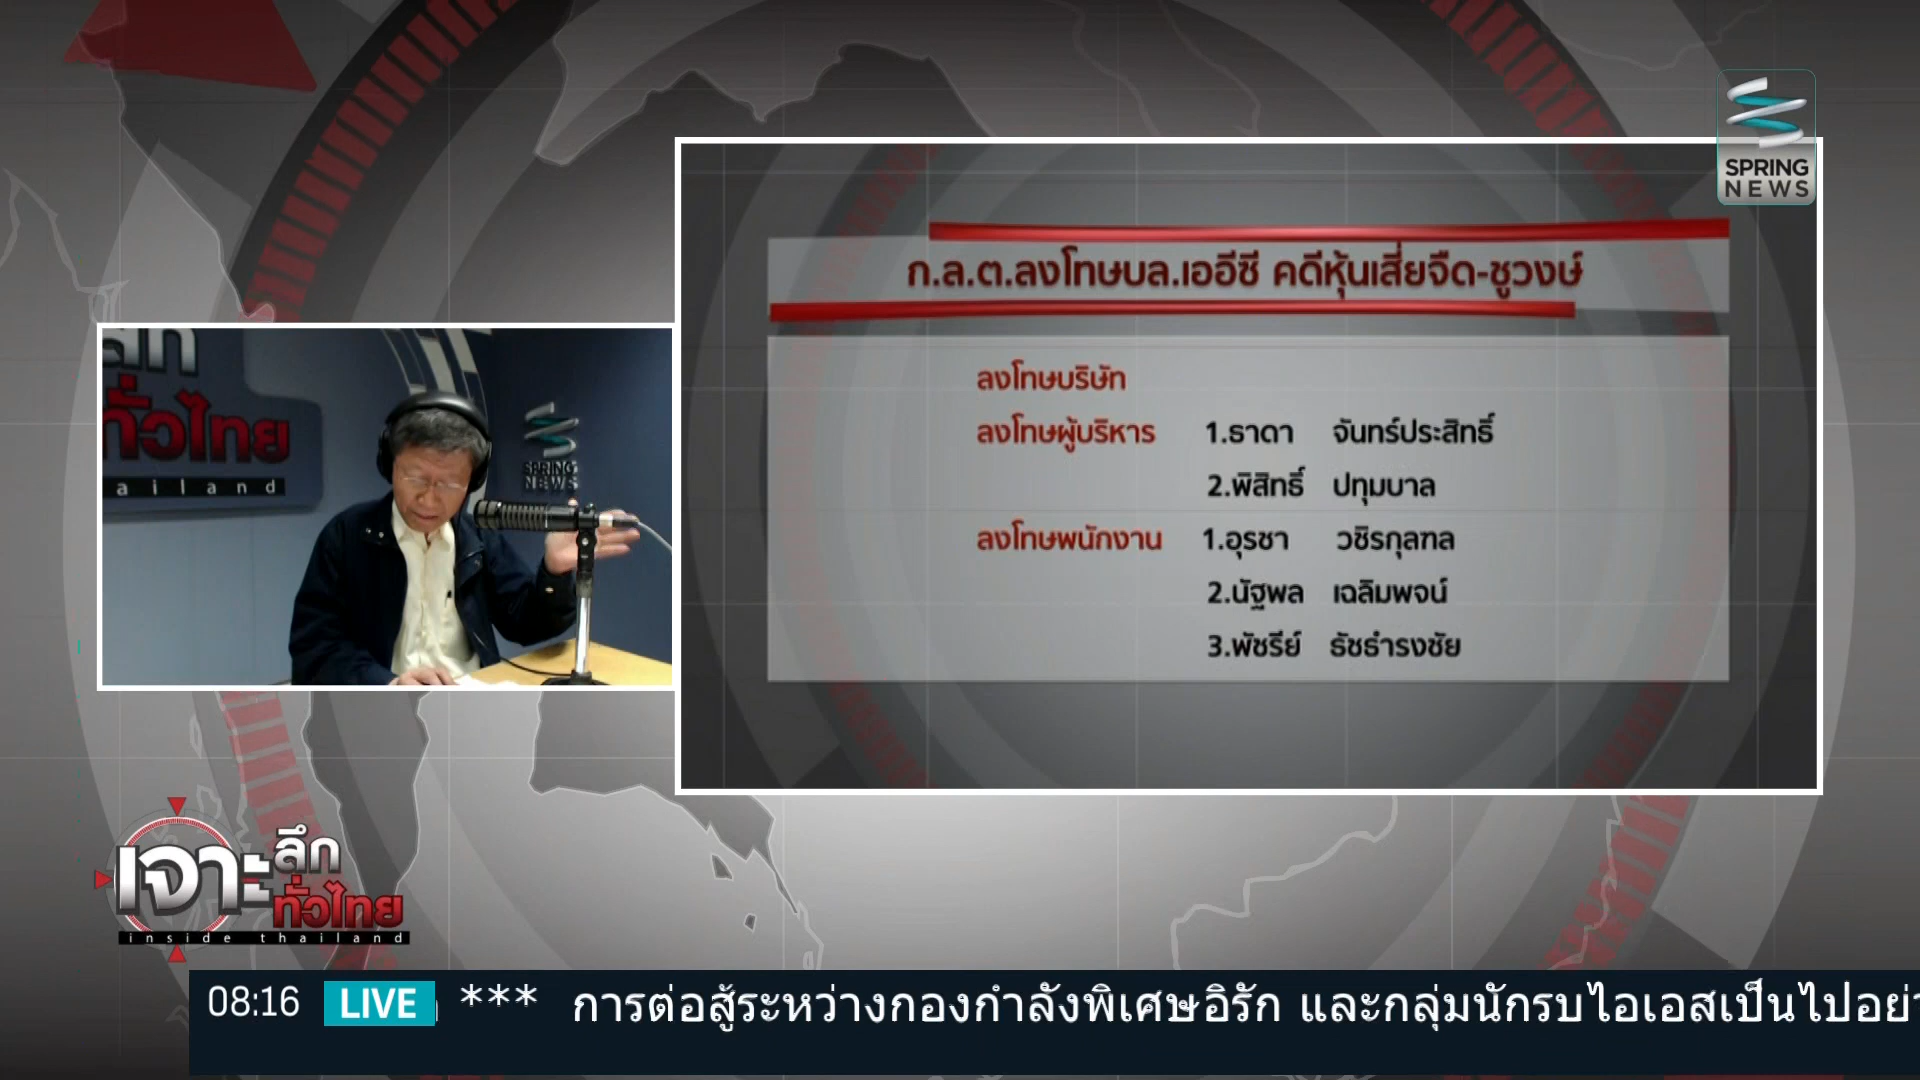 SPRING
NEWS
ก.ล.ต.ลงโทษบล.เออีซี คดีหุ้นเสี่ยจืด-ชูวงษ์
ลงโทษบริษัท
ลงโทษผู้บริหาร 1.ธาดา จันทร์ประสิทธิ์
2.พิสิทธิ์ ปทุมบาล
ลงโทษพนักงาน 1.อุรชา วชิรกุลฑล
2.นัฐพล เฉลิมพจน์
3.พัชรีย์ ธัชธำรงชัย
ลึก
ทั่วไทย
ailand
SPRING
NEWS
เจาะลึก
ทั่วไทย
inside thailand
08:16 LIVE *** การต่อสู้ระหว่างกองกำลังพิเศษอิรัก และกลุ่มนักรบไอเอสเป็นไปอย่า